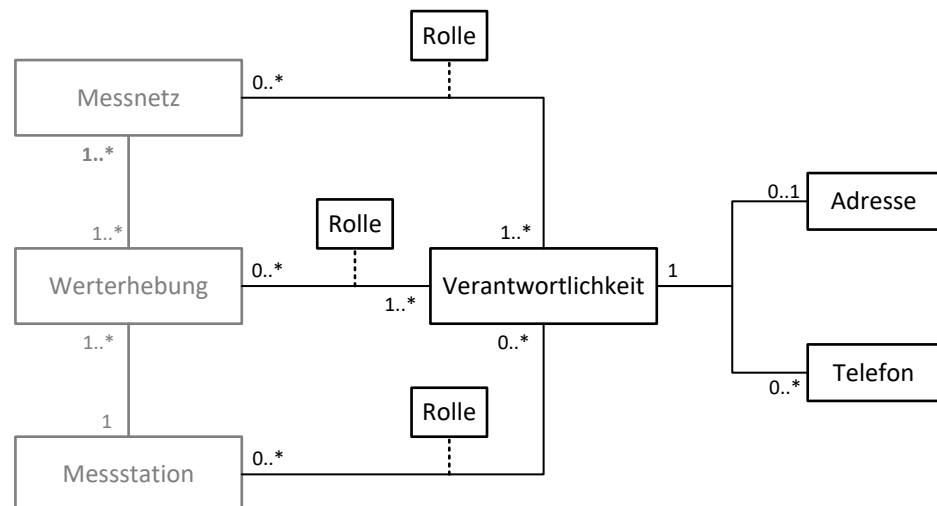 Rolle
Messnetz
0..*
1..*
0..1
Adresse
Rolle
1..*
1..*
0..*
1
Werterhebung
Verantwortlichkeit
1..*
1..*
0..*
Telefon
0..*
Rolle
1
0..*
Messstation